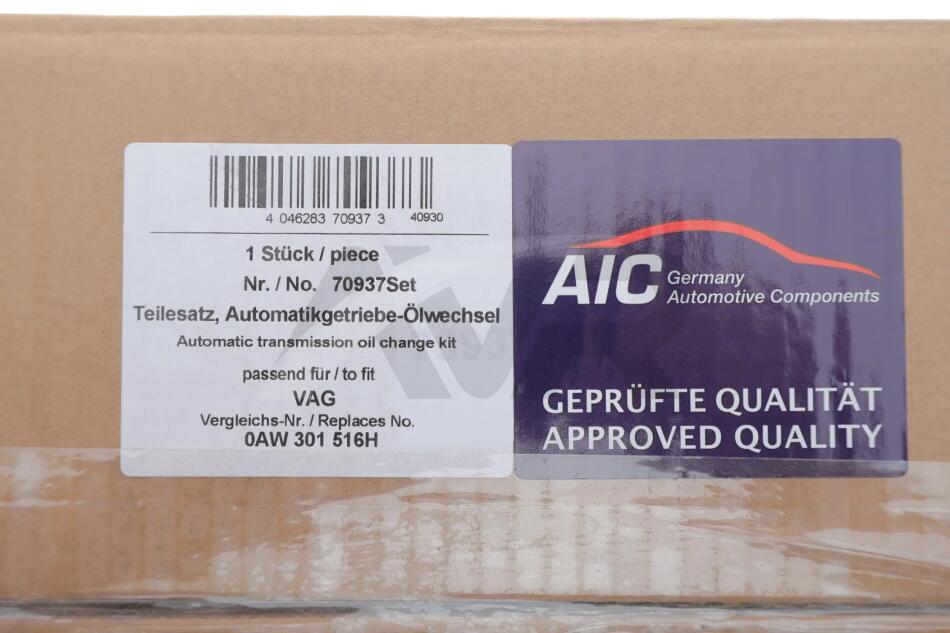 4 046283 70937 3 40930
1 Stück / piece
Nr. / No. 70937Set
Teilesatz, Automatikgetriebe-Ölwechsel
Automatic transmission oil change kit
passend für / to fit
VAG
Vergleichs-Nr. / Replaces No.
0AW 301 516H
AIC Germany
Automotive Components
GEPRÜFTE QUALITÄT
APPROVED QUALITY